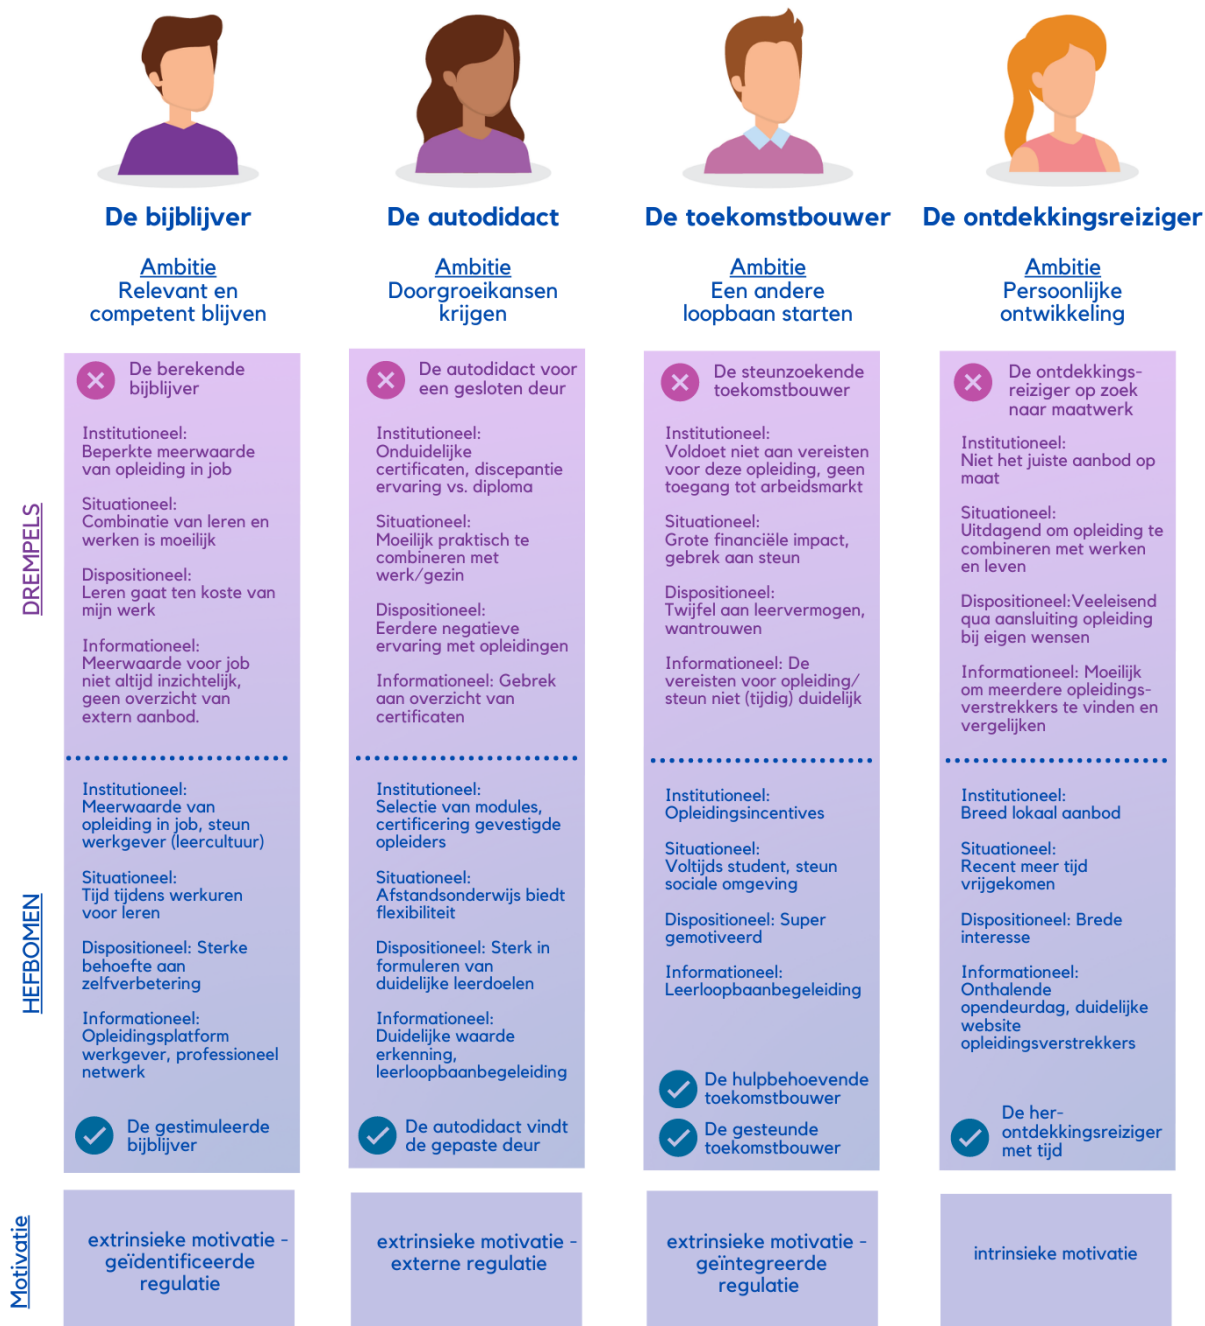 De bijblijver
Ambitie
Relevant en
competent blijven
De autodidact
Ambitie
Doorgroeikansen
krijgen
De toekomstbouwer
Ambitie
Een andere
loopbaan starten
De ontdekkingsreiziger
Ambitie
Persoonlijke
ontwikkeling
DREMPELS
De berekende
bijblijver
Institutioneel:
Beperkte meerwaarde
van opleiding in job
Situationeel:
Combinatie van leren en
werken is moeilijk
Dispositioneel:
Leren gaat ten koste van
mijn werk
Informationeel:
Meerwaarde voor job
niet altijd inzichtelijk,
geen overzicht van
extern aanbod.
De autodidact voor
een gesloten deur
Institutioneel:
Onduidelijke
certificaten, discepantie
ervaring vs. diploma
Situationeel:
Moeilijk praktisch te
combineren met
werk/gezin
Dispositioneel:
Eerdere negatieve
ervaring met opleidingen
Informationeel: Gebrek
aan overzicht van
certificaten
De steunzoekende
toekomstbouwer
Institutioneel:
Voldoet niet aan vereisten
voor deze opleiding, geen
toegang tot arbeidsmarkt
Situationeel:
Grote financiële impact,
gebrek aan steun
Dispositioneel:
Twijfel aan leervermogen,
wantrouwen
Informationeel: De
vereisten voor opleiding/
steun niet (tijdig) duidelijk
De ontdekkings-
reiziger op zoek
naar maatwerk
Institutioneel:
Niet het juiste aanbod op
maat
Situationeel:
Uitdagend om opleiding te
combineren met werken
en leven
Dispositioneel:Veeleisend
qua aansluiting opleiding
bij eigen wensen
Informationeel: Moeilijk
om meerdere opleidings-
verstrekkers te vinden en
vergelijken
HEFBOMEN
Institutioneel:
Meerwaarde van
opleiding in job, steun
werkgever (leercultuur)
Situationeel:
Tijd tijdens werkuren
voor leren
Dispositioneel: Sterke
behoefte aan
zelfverbetering
Informationeel:
Opleidingsplatform
werkgever, professioneel
netwerk
De gestimuleerde
bijblijver
Institutioneel:
Selectie van modules,
certificering gevestigde
opleiders
Situationeel:
Afstandsonderwijs biedt
flexibiliteit
Dispositioneel: Sterk in
formuleren van
duidelijke leerdoelen
Informationeel:
Duidelijke waarde
erkenning,
leerloopbaanbegeleiding
De autodidact vindt
de gepaste deur
Institutioneel:
Opleidingsincentives
Situationeel:
Voltijds student, steun
sociale omgeving
Dispositioneel: Super
gemotiveerd
Informationeel:
Leerloopbaanbegeleiding
De hulpbehoevende
toekomstbouwer
De gesteunde
toekomstbouwer
Institutioneel:
Breed lokaal aanbod
Situationeel:
Recent meer tijd
vrijgekomen
Dispositioneel: Brede
interesse
Informationeel:
Onthalende
opendeurdag, duidelijke
website
opleidingsverstrekkers
De her-
ontdekkingsreiziger
met tijd
Motivatie
extrinsieke motivatie -
geïdentificeerde
regulatie
extrinsieke motivatie -
externe regulatie
extrinsieke motivatie -
geïntegreerde
regulatie
intrinsieke motivatie